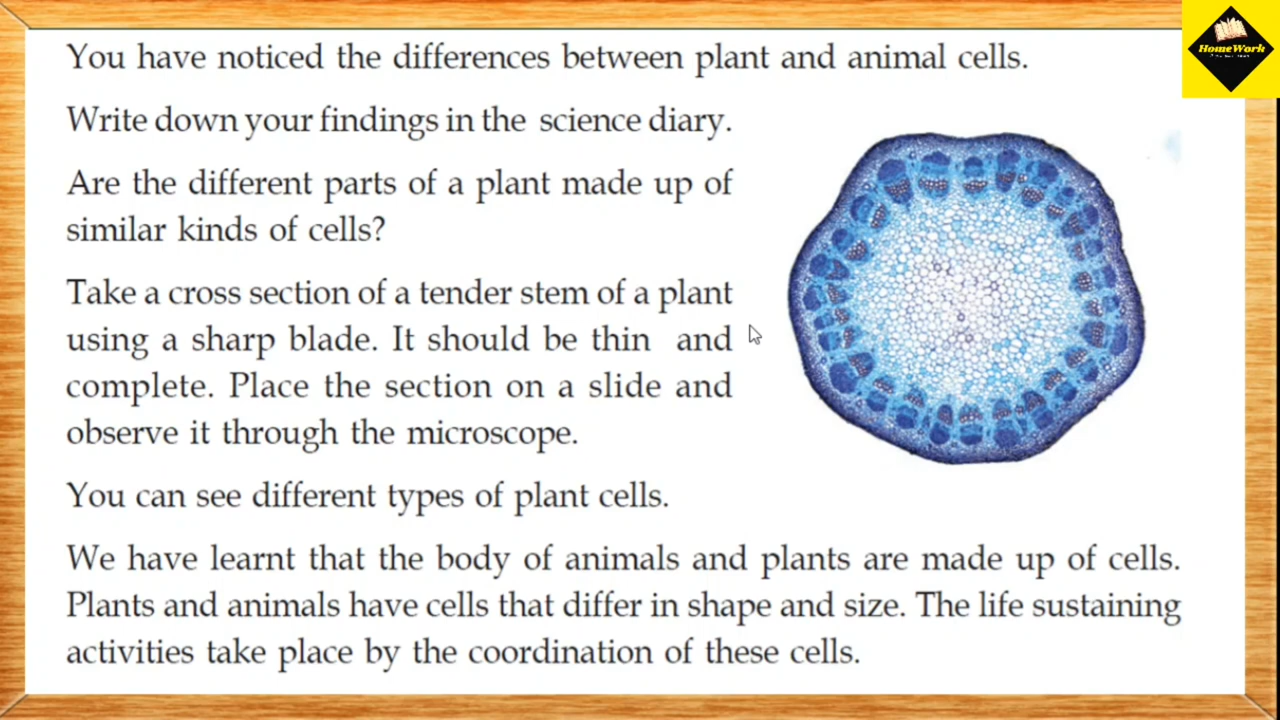 You have noticed the differences between plant and animal cells.
Write down your findings in the science diary.
Are the different parts of a plant made up of
similar kinds of cells?
Take a cross section of a tender stem of a plant
using a sharp blade. It should be thin and
complete. Place the section on a slide and
observe it through the microscope.
You can see different types of plant cells.
We have learnt that the body of animals and plants are made up of cells.
Plants and animals have cells that differ in shape and size. The life sustaining
activities take place by the coordination of these cells.
HomeWork